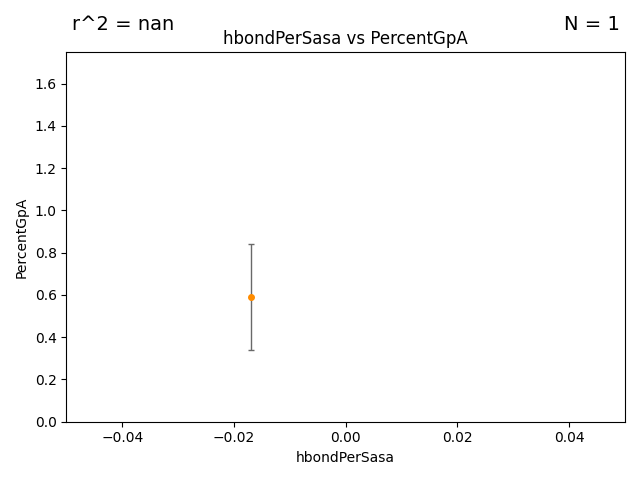 r^2 = nan
N = 1
hbondPerSasa vs PercentGpA
1.6
1.4
1.2
1.0
0.8
0.6
0.4
0.2
0.0
PercentGpA
−0.04
−0.02
0.00
0.02
0.04
hbondPerSasa